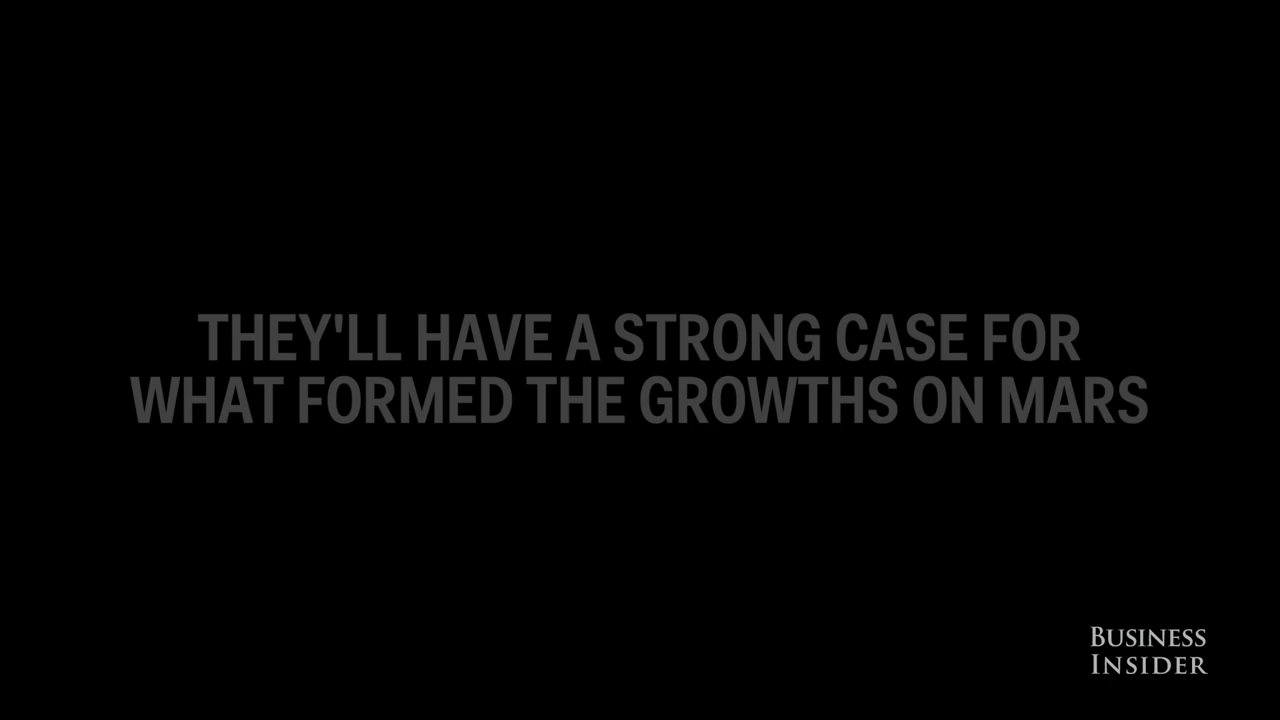 THEY'LL HAVE A STRONG CASE FOR
WHAT FORMED THE GROWTHS ON MARS
BUSINESS
INSIDER